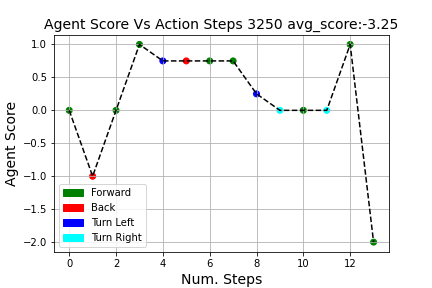 Agent Score Vs Action Steps 3250 avg_score:-3.25
1.0
0.5
0.0
−0.5
−1.0
−1.5
−2.0
Agent Score
Forward
Back
Turn Left
Turn Right
0 2 4 6 8 10 12
Num. Steps